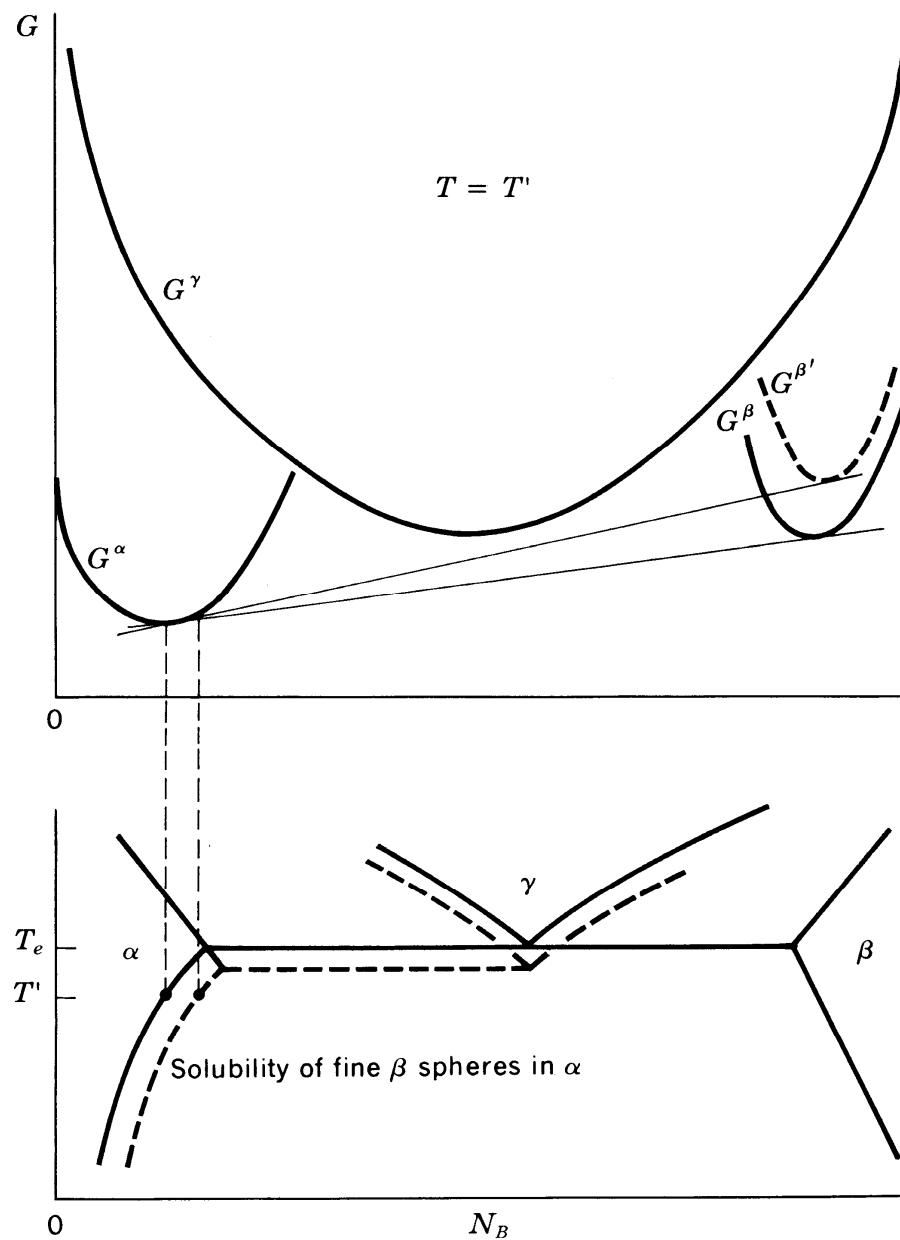 G
T = T'
G^γ
G^β'
G^β
G^α
0
γ
T_e
α
β
T'
Solubility of fine β spheres in α
0
N_B